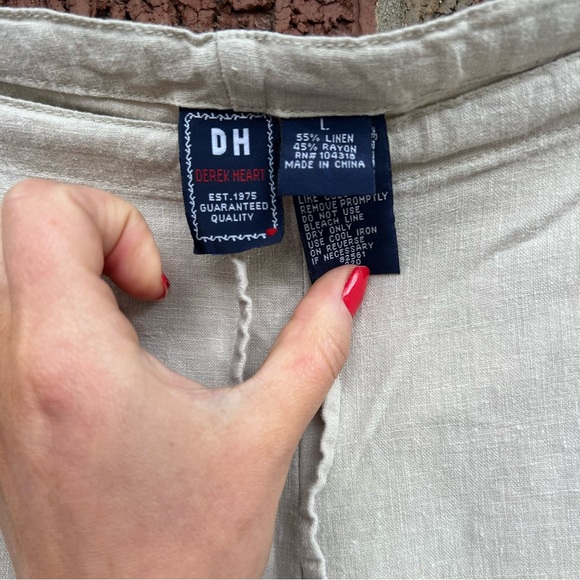 DH
DEREK HEART
EST.1975
GUARANTEED
QUALITY
L
55% LINEN
45% RAYON
RN# 104318
MADE IN CHINA
LIKE
REMOVE PROMPTLY
DO NOT USE
BLEACH LINE
DRY ONLY
USE COOL IRON
ON REVERSE
IF NECESSARY